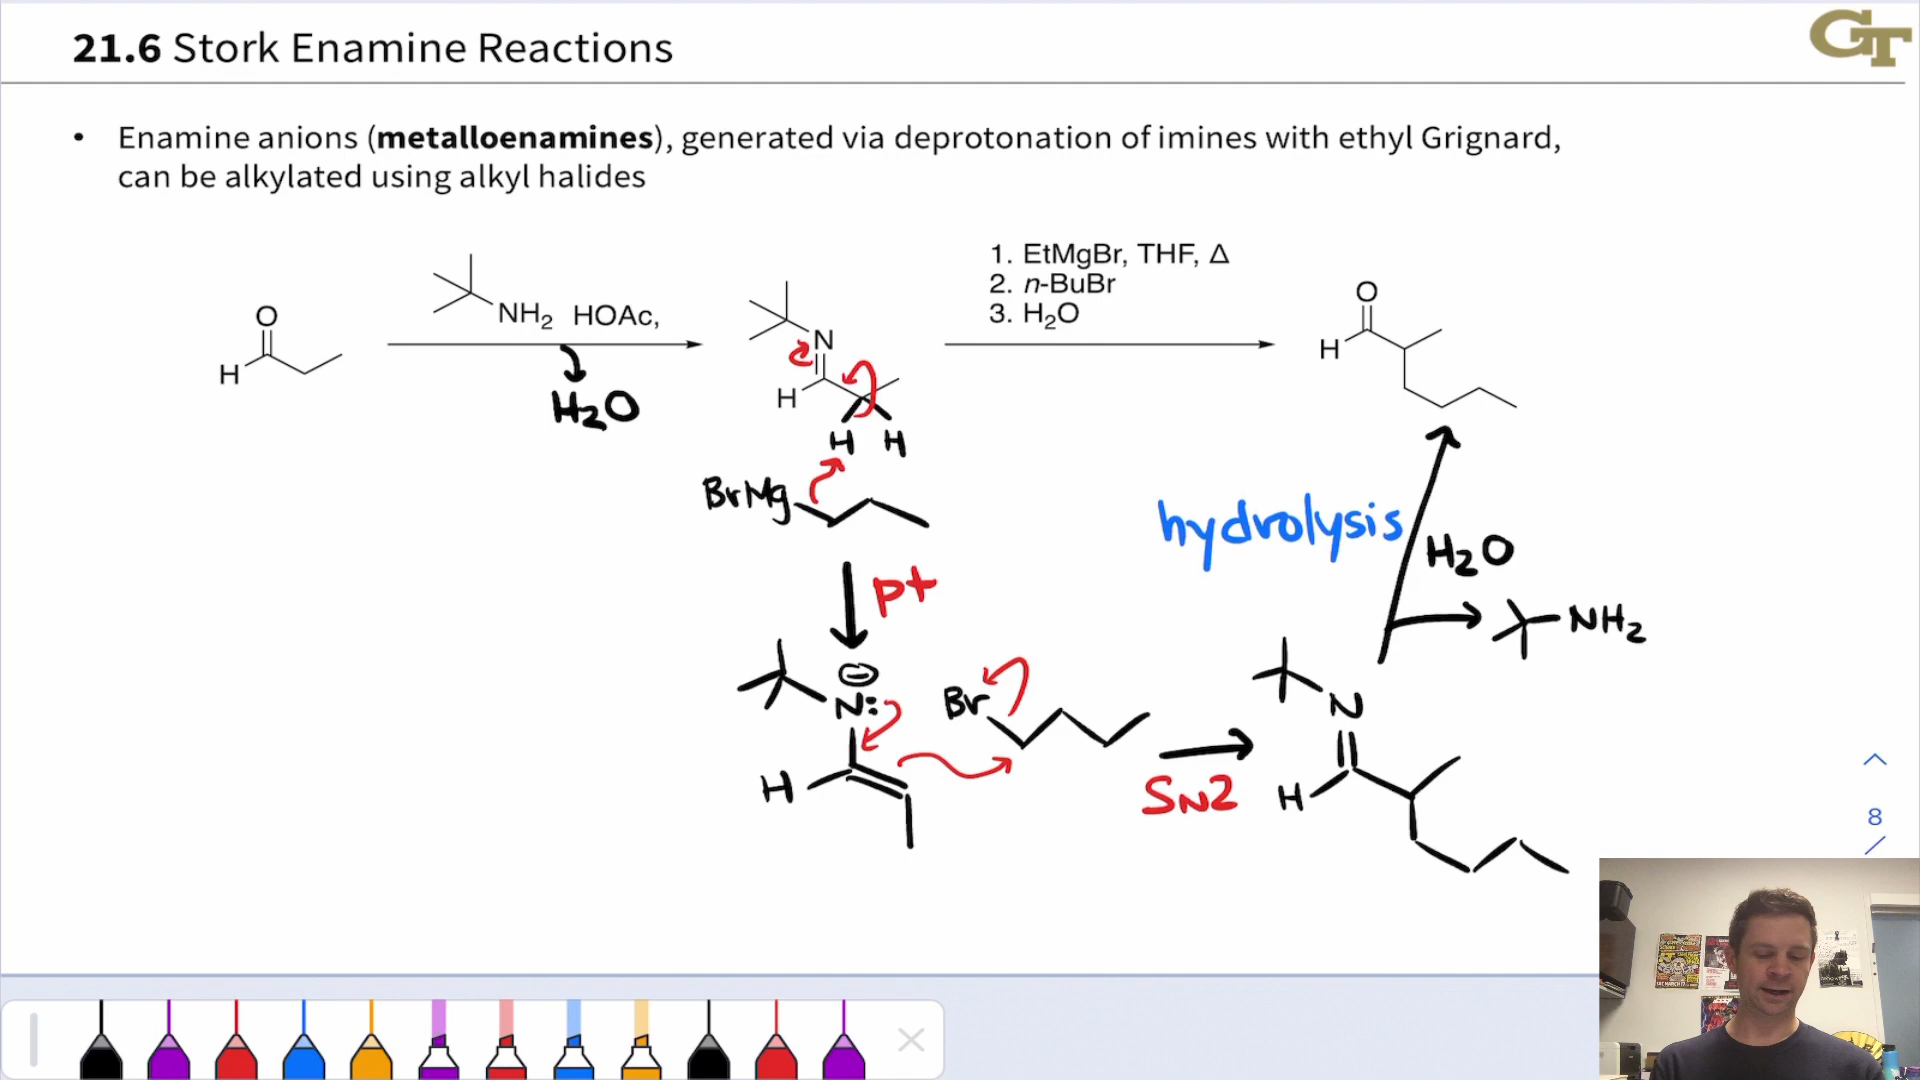 21.6 Stork Enamine Reactions
GT
• Enamine anions (metalloenamines), generated via deprotonation of imines with ethyl Grignard,
can be alkylated using alkyl halides
O
H
NH2 HOAc,
H2O
N
H
H H
BrMg
1. EtMgBr, THF, Δ
2. n-BuBr
3. H2O
O
H
hydrolysis
H2O
NH2
pt
⊖
N:
H
Br
SN2
N
H
8